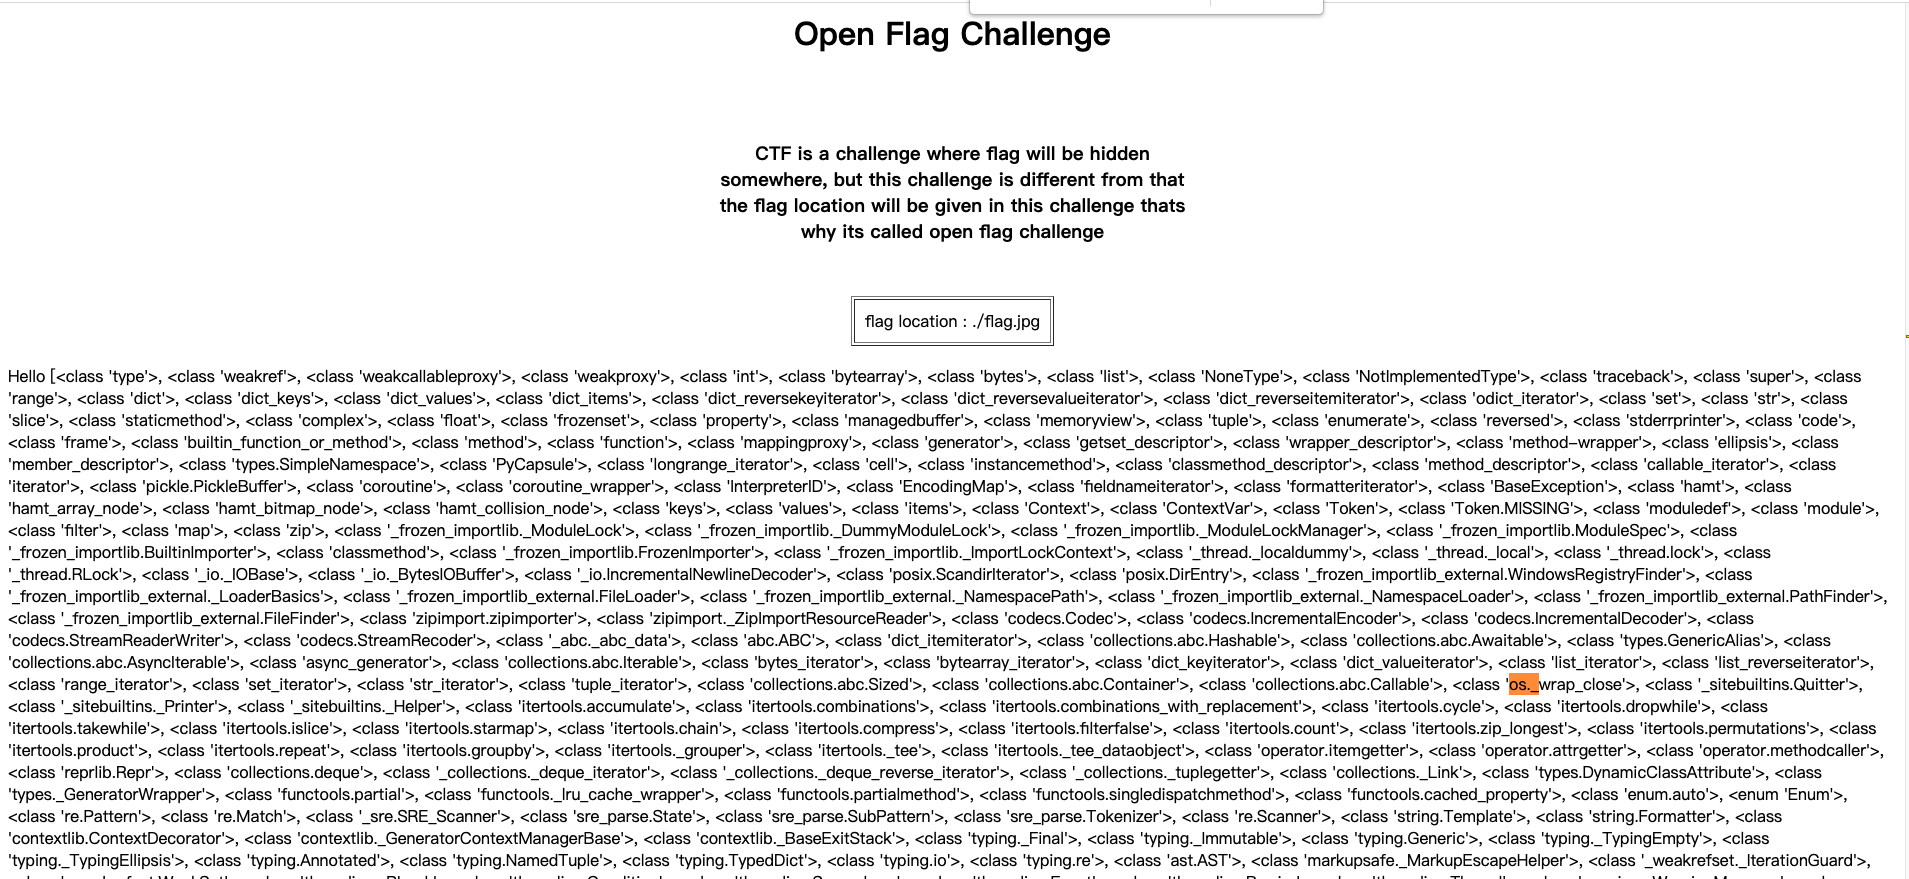 Open Flag Challenge
CTF is a challenge where flag will be hidden
somewhere, but this challenge is different from that
the flag location will be given in this challenge thats
why its called open flag challenge
flag location : ./flag.jpg
Hello [<class 'type'>, <class 'weakref'>, <class 'weakcallableproxy'>, <class 'weakproxy'>, <class 'int'>, <class 'bytearray'>, <class 'bytes'>, <class 'list'>, <class 'NoneType'>, <class 'NotImplementedType'>, <class 'traceback'>, <class 'super'>, <class
'range'>, <class 'dict'>, <class 'dict_keys'>, <class 'dict_values'>, <class 'dict_items'>, <class 'dict_reversekeyiterator'>, <class 'dict_reversevalueiterator'>, <class 'dict_reverseitemiterator'>, <class 'odict_iterator'>, <class 'set'>, <class 'str'>, <class
'slice'>, <class 'staticmethod'>, <class 'complex'>, <class 'float'>, <class 'frozenset'>, <class 'property'>, <class 'managedbuffer'>, <class 'memoryview'>, <class 'tuple'>, <class 'enumerate'>, <class 'reversed'>, <class 'stderrprinter'>, <class 'code'>,
<class 'frame'>, <class 'builtin_function_or_method'>, <class 'method'>, <class 'function'>, <class 'mappingproxy'>, <class 'generator'>, <class 'getset_descriptor'>, <class 'wrapper_descriptor'>, <class 'method-wrapper'>, <class 'ellipsis'>, <class
'member_descriptor'>, <class 'types.SimpleNamespace'>, <class 'PyCapsule'>, <class 'longrange_iterator'>, <class 'cell'>, <class 'instancemethod'>, <class 'classmethod_descriptor'>, <class 'method_descriptor'>, <class 'callable_iterator'>, <class
'iterator'>, <class 'pickle.PickleBuffer'>, <class 'coroutine'>, <class 'coroutine_wrapper'>, <class 'InterpreterID'>, <class 'EncodingMap'>, <class 'fieldnameiterator'>, <class 'formatteriterator'>, <class 'BaseException'>, <class 'hamt'>, <class
'hamt_array_node'>, <class 'hamt_bitmap_node'>, <class 'hamt_collision_node'>, <class 'keys'>, <class 'values'>, <class 'items'>, <class 'Context'>, <class 'ContextVar'>, <class 'Token'>, <class 'Token.MISSING'>, <class 'moduledef'>, <class 'module'>,
<class 'filter'>, <class 'map'>, <class 'zip'>, <class '_frozen_importlib._ModuleLock'>, <class '_frozen_importlib._DummyModuleLock'>, <class '_frozen_importlib._ModuleLockManager'>, <class '_frozen_importlib.ModuleSpec'>, <class
'_frozen_importlib.BuiltinImporter'>, <class 'classmethod'>, <class '_frozen_importlib.FrozenImporter'>, <class '_frozen_importlib._ImportLockContext'>, <class '_thread._localdummy'>, <class '_thread._local'>, <class '_thread.lock'>, <class
'_thread.RLock'>, <class '_io._IOBase'>, <class '_io._BytesIOBuffer'>, <class '_io.IncrementalNewlineDecoder'>, <class 'posix.ScandirIterator'>, <class 'posix.DirEntry'>, <class '_frozen_importlib_external.WindowsRegistryFinder'>, <class
'_frozen_importlib_external._LoaderBasics'>, <class '_frozen_importlib_external.FileLoader'>, <class '_frozen_importlib_external._NamespacePath'>, <class '_frozen_importlib_external._NamespaceLoader'>, <class '_frozen_importlib_external.PathFinder'>,
<class '_frozen_importlib_external.FileFinder'>, <class 'zipimport.zipimporter'>, <class 'zipimport._ZipImportResourceReader'>, <class 'codecs.Codec'>, <class 'codecs.IncrementalEncoder'>, <class 'codecs.IncrementalDecoder'>, <class
'codecs.StreamReaderWriter'>, <class 'codecs.StreamRecoder'>, <class '_abc._abc_data'>, <class 'abc.ABC'>, <class 'dict_itemiterator'>, <class 'collections.abc.Hashable'>, <class 'collections.abc.Awaitable'>, <class 'types.GenericAlias'>, <class
'collections.abc.AsyncIterable'>, <class 'async_generator'>, <class 'collections.abc.Iterable'>, <class 'bytes_iterator'>, <class 'bytearray_iterator'>, <class 'dict_keyiterator'>, <class 'dict_valueiterator'>, <class 'list_iterator'>, <class 'list_reverseiterator'>,
<class 'range_iterator'>, <class 'set_iterator'>, <class 'str_iterator'>, <class 'tuple_iterator'>, <class 'collections.abc.Sized'>, <class 'collections.abc.Container'>, <class 'collections.abc.Callable'>, <class 'os._wrap_close'>, <class '_sitebuiltins.Quitter'>,
<class '_sitebuiltins._Printer'>, <class '_sitebuiltins._Helper'>, <class 'itertools.accumulate'>, <class 'itertools.combinations'>, <class 'itertools.combinations_with_replacement'>, <class 'itertools.cycle'>, <class 'itertools.dropwhile'>, <class
'itertools.takewhile'>, <class 'itertools.islice'>, <class 'itertools.starmap'>, <class 'itertools.chain'>, <class 'itertools.compress'>, <class 'itertools.filterfalse'>, <class 'itertools.count'>, <class 'itertools.zip_longest'>, <class 'itertools.permutations'>, <class
'itertools.product'>, <class 'itertools.repeat'>, <class 'itertools.groupby'>, <class 'itertools._grouper'>, <class 'itertools._tee'>, <class 'itertools._tee_dataobject'>, <class 'operator.itemgetter'>, <class 'operator.attrgetter'>, <class 'operator.methodcaller'>,
<class 'reprlib.Repr'>, <class 'collections.deque'>, <class '_collections._deque_iterator'>, <class '_collections._deque_reverse_iterator'>, <class '_collections._tuplegetter'>, <class 'collections._Link'>, <class 'types.DynamicClassAttribute'>, <class
'types._GeneratorWrapper'>, <class 'functools.partial'>, <class 'functools._lru_cache_wrapper'>, <class 'functools.partialmethod'>, <class 'functools.singledispatchmethod'>, <class 'functools.cached_property'>, <class 'enum.auto'>, <enum 'Enum'>,
<class 're.Pattern'>, <class 're.Match'>, <class '_sre.SRE_Scanner'>, <class 'sre_parse.State'>, <class 'sre_parse.SubPattern'>, <class 'sre_parse.Tokenizer'>, <class 're.Scanner'>, <class 'string.Template'>, <class 'string.Formatter'>, <class
'contextlib.ContextDecorator'>, <class 'contextlib._GeneratorContextManagerBase'>, <class 'contextlib._BaseExitStack'>, <class 'typing._Final'>, <class 'typing._Immutable'>, <class 'typing.Generic'>, <class 'typing._TypingEmpty'>, <class
'typing._TypingEllipsis'>, <class 'typing.Annotated'>, <class 'typing.NamedTuple'>, <class 'typing.TypedDict'>, <class 'typing.io'>, <class 'typing.re'>, <class 'ast.AST'>, <class 'markupsafe._MarkupEscapeHelper'>, <class '_weakrefset._IterationGuard'>,